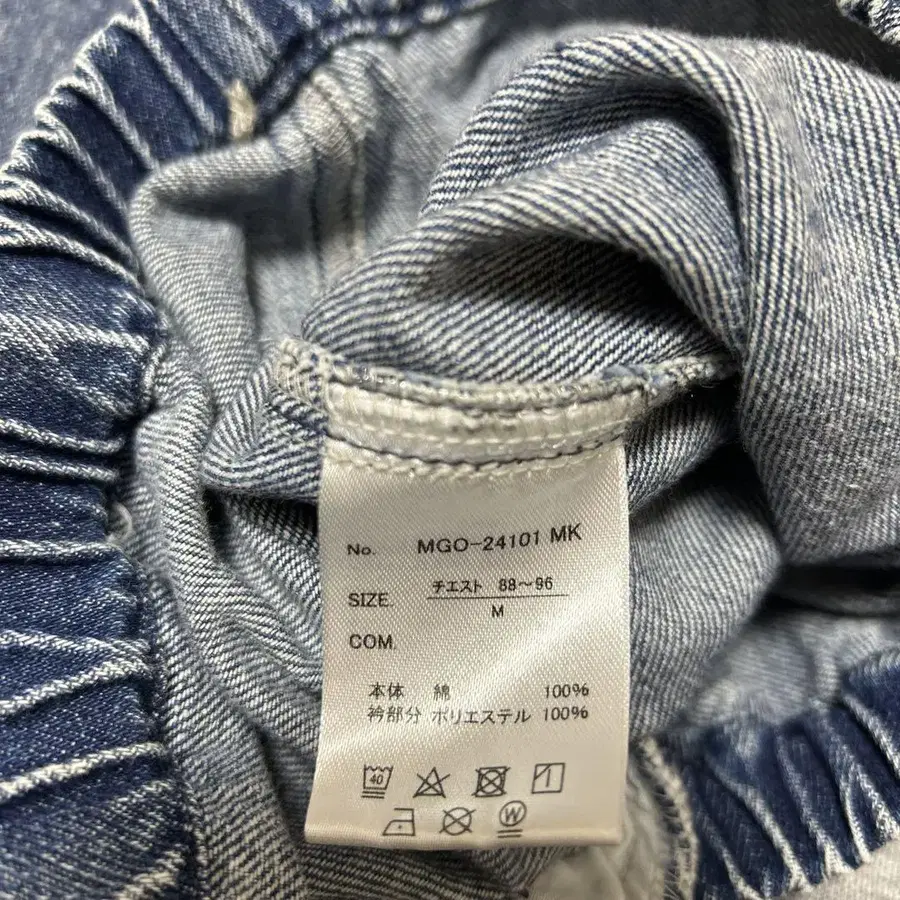 No. MGO-24101 MK
SIZE. チエスト 88〜96
M
COM.
本体 綿 100%
衿部分 ポリエステル 100%
40
W